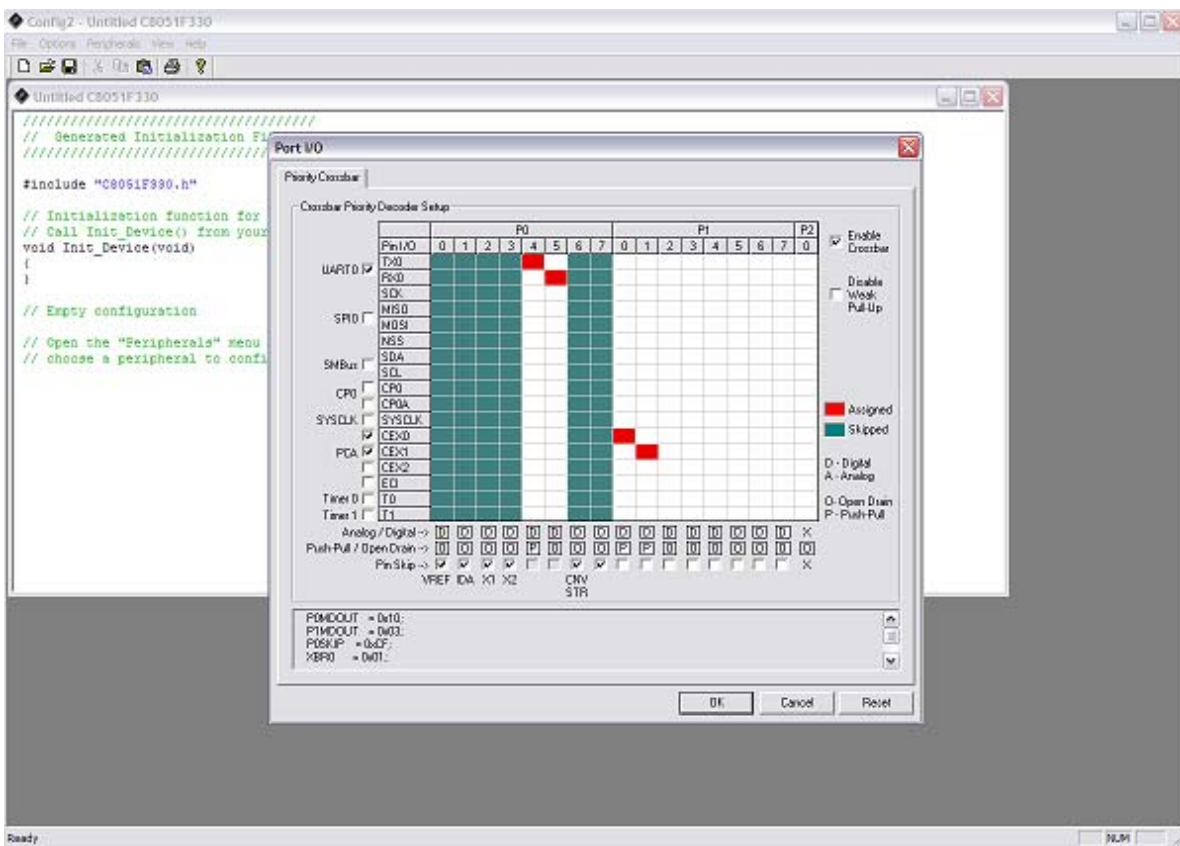 Config2 - Untitled C8051F330
File Options Peripherals View Help
Untitled C8051F330
//////////////////////////////////////
// Generated Initialization Fi
#include "C8051F330.h"
// Initialization function for
// Call Init_Device() from your
void Init_Device(void)
{
}
// Empty configuration
// Open the "Peripherals" menu
// choose a peripheral to confi
Port I/O
Priority Crossbar
Crossbar Priority Decoder Setup
P0 P1 P2
Pin I/O 0 1 2 3 4 5 6 7 0 1 2 3 4 5 6 7 0
UART0 TX0
RX0
SCK
SPI0 MISO
MOSI
NSS
SMBus SDA
SCL
CP0 CP0
CP0A
SYSCLK SYSCLK
CEX0
PCA CEX1
CEX2
ECI
Timer 0 T0
Timer 1 T1
Enable Crossbar
Disable Weak Pull-Up
Assigned
Skipped
D - Digital
A - Analog
O - Open Drain
P - Push-Pull
Analog / Digital -> X
Push-Pull / Open Drain ->
Pin Skip -> X
VREF IDA X1 X2 CNV STR
P0MDOUT = 0x10;
P1MDOUT = 0x03;
P0SKIP = 0xCF;
XBR0 = 0x01;
OK Cancel Reset
Ready NUM